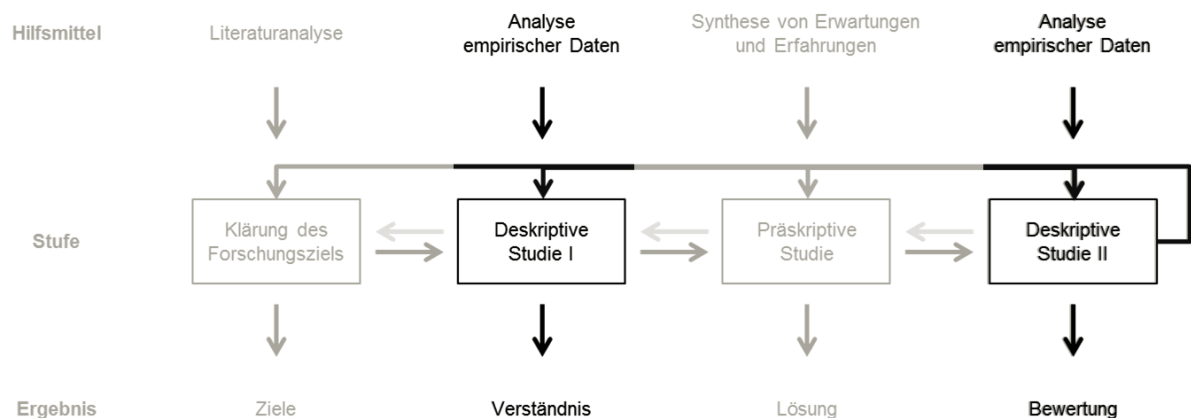 Hilfsmittel
Literaturanalyse
Analyse
empirischer Daten
Synthese von Erwartungen
und Erfahrungen
Analyse
empirischer Daten
Stufe
Klärung des
Forschungsziels
Deskriptive
Studie I
Präskriptive
Studie
Deskriptive
Studie II
Ergebnis
Ziele
Verständnis
Lösung
Bewertung